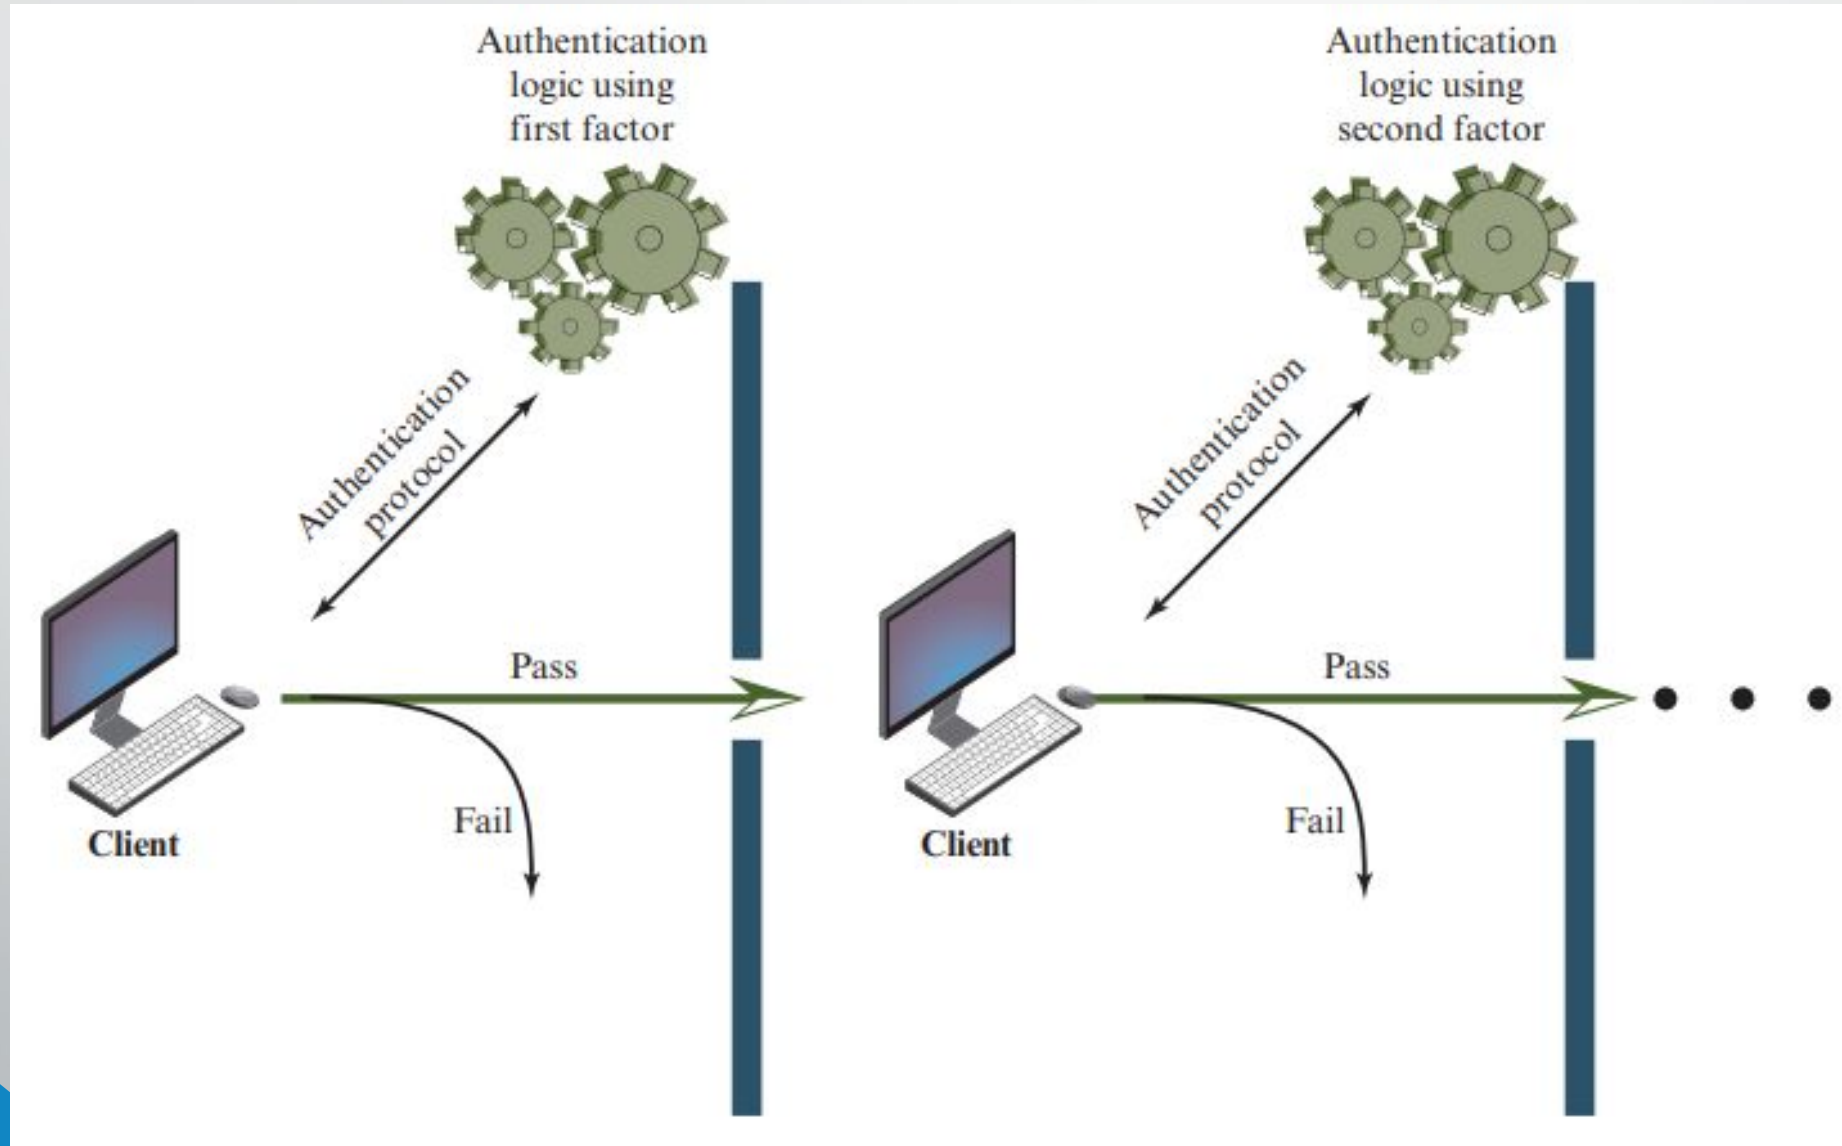 Authentication
logic using
first factor
Authentication
protocol
Pass
Fail
Client
Authentication
logic using
second factor
Authentication
protocol
Pass
Fail
Client